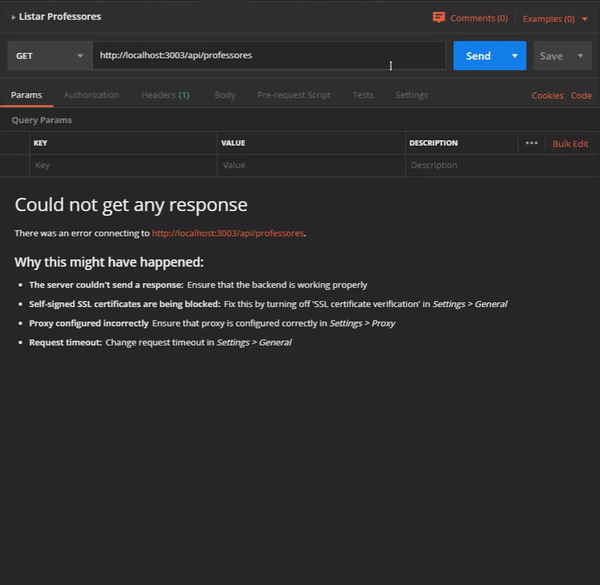 Listar Professores
Comments (0)
Examples (0)
GET
http://localhost:3003/api/professores
Send
Save
Params
Authorization
Headers (1)
Body
Pre-request Script
Tests
Settings
Cookies
Code
Query Params
KEY
VALUE
DESCRIPTION
Bulk Edit
Key
Value
Description
Could not get any response
There was an error connecting to http://localhost:3003/api/professores.
Why this might have happened:
The server couldn't send a response: Ensure that the backend is working properly
Self-signed SSL certificates are being blocked: Fix this by turning off 'SSL certificate verification' in Settings > General
Proxy configured incorrectly Ensure that proxy is configured correctly in Settings > Proxy
Request timeout: Change request timeout in Settings > General